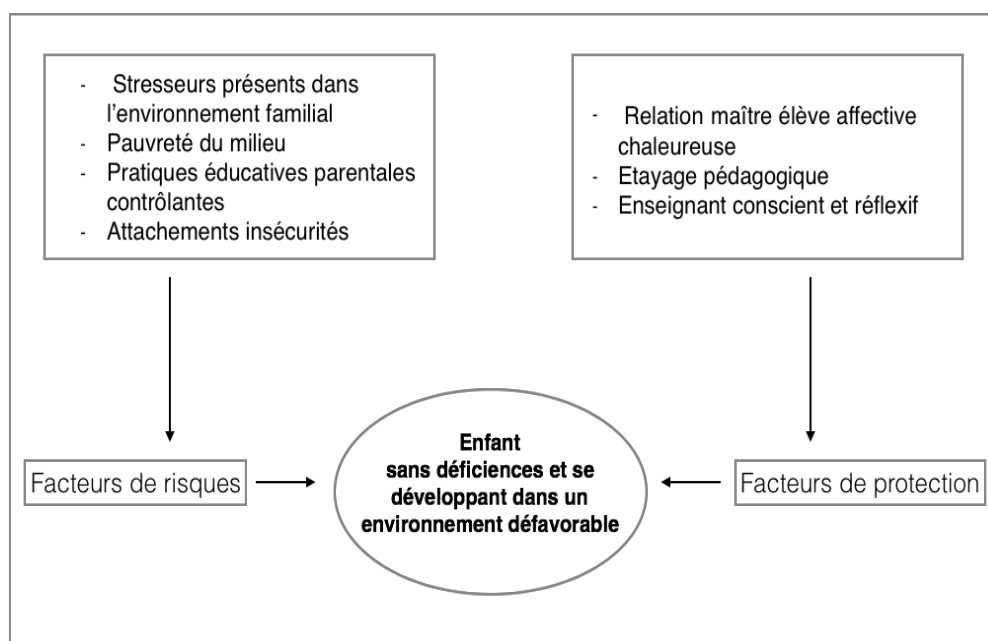 - Stresseurs présents dans
l'environnement familial
- Pauvreté du milieu
- Pratiques éducatives parentales
contrôlantes
- Attachements insécurités
- Relation maître élève affective
chaleureuse
- Etayage pédagogique
- Enseignant conscient et réflexif
Facteurs de risques
Enfant
sans déficiences et se
développant dans un
environnement défavorable
Facteurs de protection